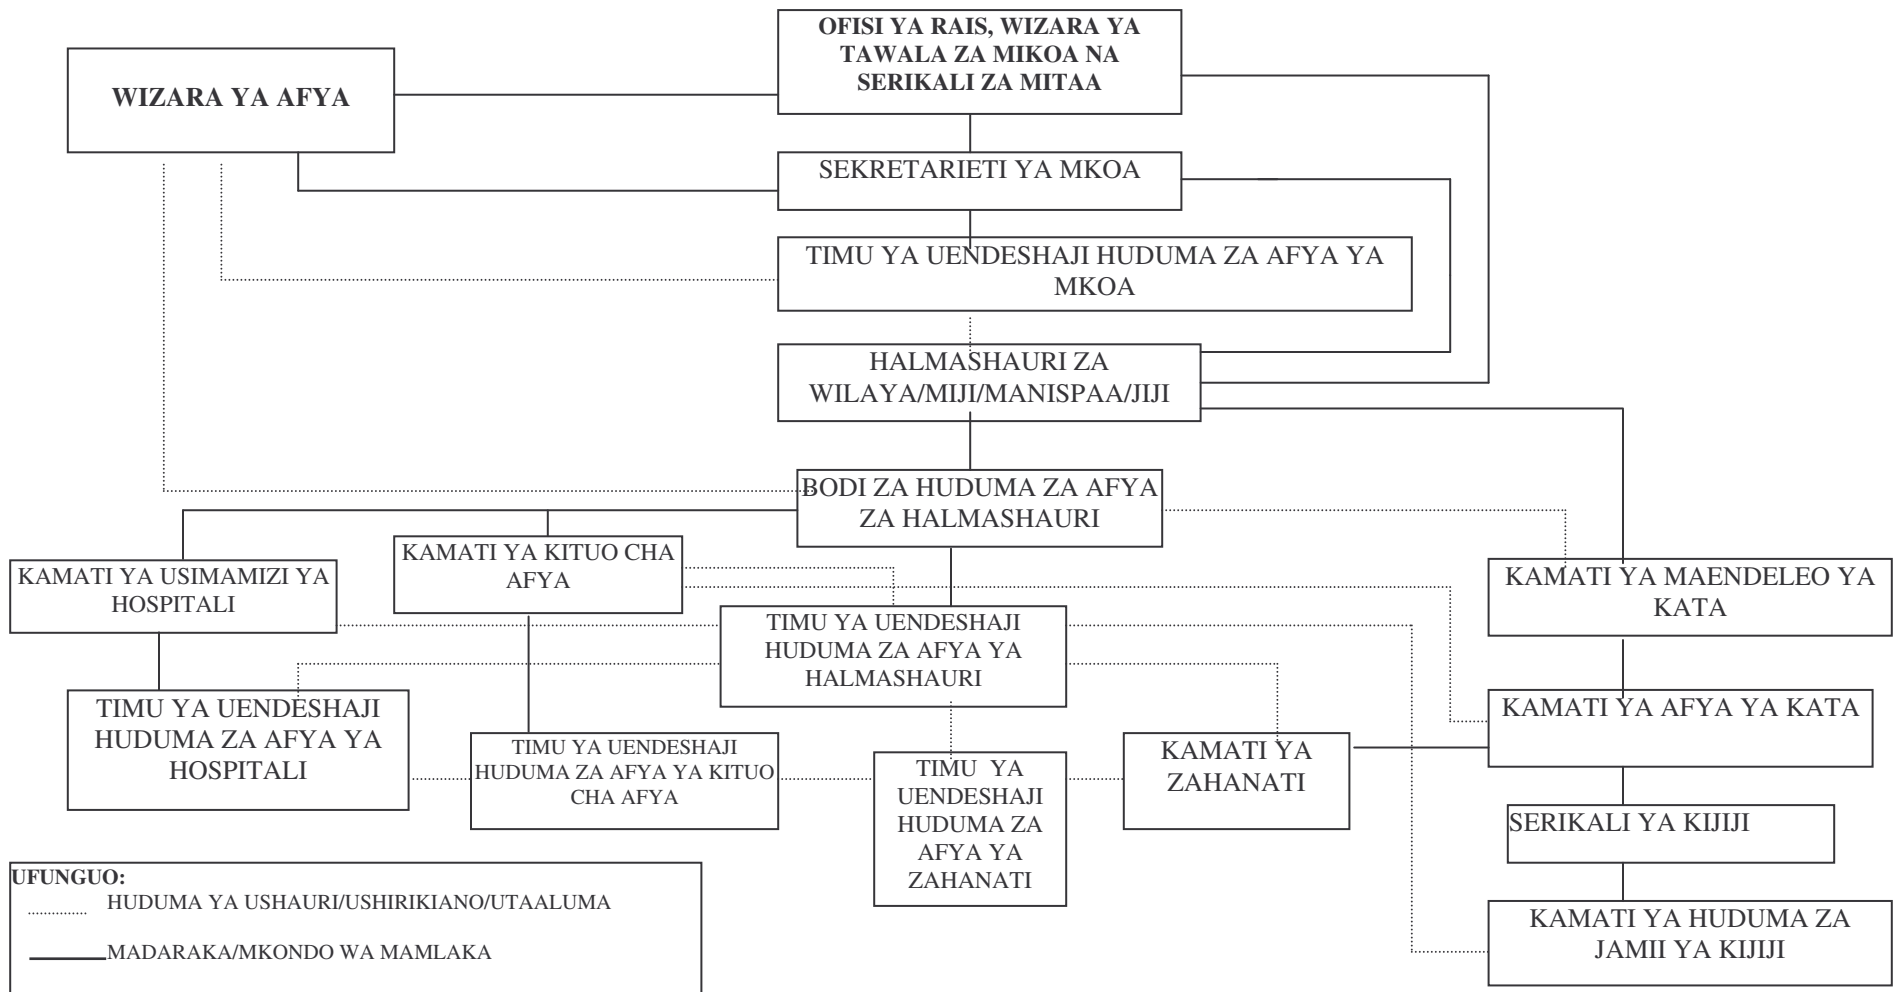 OFISI YA RAIS, WIZARA YA
TAWALA ZA MIKOA NA
SERIKALI ZA MITAA
WIZARA YA AFYA
SEKRETARIETI YA MKOA
TIMU YA UENDESHAJI HUDUMA ZA AFYA YA
MKOA
HALMASHAURI ZA
WILAYA/MIJI/MANISPAA/JIJI
BODI ZA HUDUMA ZA AFYA
ZA HALMASHAURI
KAMATI YA USIMAMIZI YA
HOSPITALI
KAMATI YA KITUO CHA
AFYA
KAMATI YA MAENDELEO YA
KATA
TIMU YA UENDESHAJI
HUDUMA ZA AFYA YA
HALMASHAURI
TIMU YA UENDESHAJI
HUDUMA ZA AFYA YA
HOSPITALI
TIMU YA UENDESHAJI
HUDUMA ZA AFYA YA KITUO
CHA AFYA
TIMU YA
UENDESHAJI
HUDUMA ZA
AFYA YA
ZAHANATI
KAMATI YA
ZAHANATI
KAMATI YA AFYA YA KATA
SERIKALI YA KIJIJI
KAMATI YA HUDUMA ZA
JAMII YA KIJIJI
UFUNGUO:
HUDUMA YA USHAURI/USHIRIKIANO/UTAALUMA
MADARAKA/MKONDO WA MAMLAKA